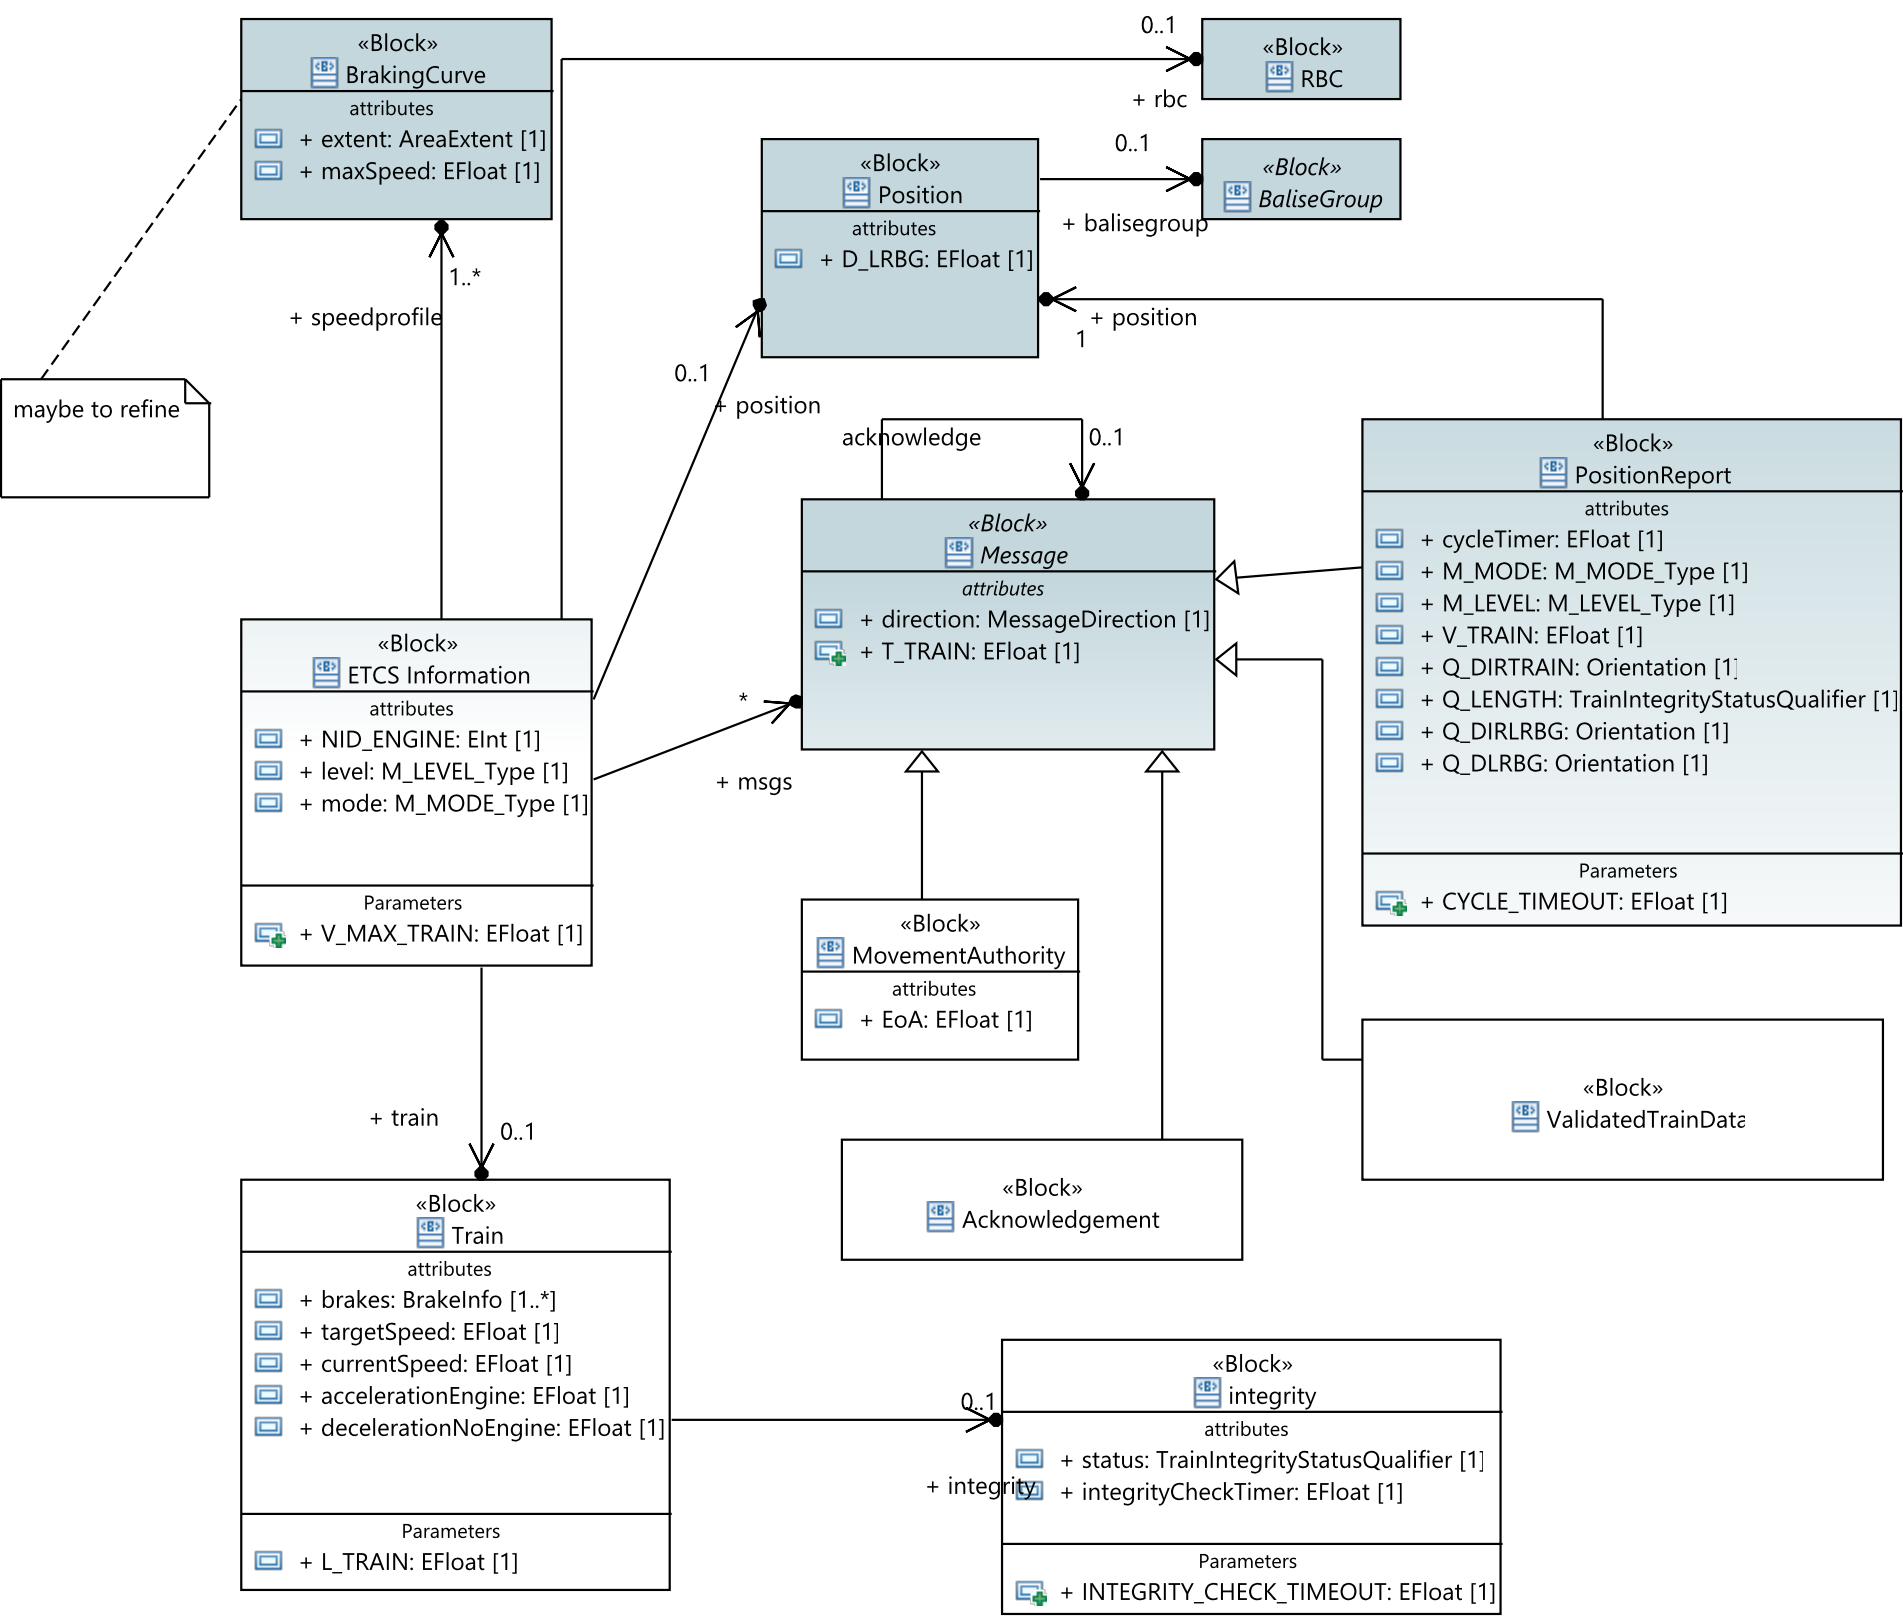 «Block»
BrakingCurve
attributes
+ extent: AreaExtent [1]
+ maxSpeed: EFloat [1]
0..1
+ rbc
«Block»
RBC
«Block»
Position
attributes
+ D_LRBG: EFloat [1]
0..1
+ balisegroup
«Block»
BaliseGroup
1..*
+ speedprofile
+ position
1
maybe to refine
0..1
+ position
acknowledge
0..1
«Block»
Message
attributes
+ direction: MessageDirection [1]
+ T_TRAIN: EFloat [1]
«Block»
PositionReport
attributes
+ cycleTimer: EFloat [1]
+ M_MODE: M_MODE_Type [1]
+ M_LEVEL: M_LEVEL_Type [1]
+ V_TRAIN: EFloat [1]
+ Q_DIRTRAIN: Orientation [1]
+ Q_LENGTH: TrainIntegrityStatusQualifier [1]
+ Q_DIRLRBG: Orientation [1]
+ Q_DLRBG: Orientation [1]
Parameters
+ CYCLE_TIMEOUT: EFloat [1]
«Block»
ETCS Information
attributes
+ NID_ENGINE: EInt [1]
+ level: M_LEVEL_Type [1]
+ mode: M_MODE_Type [1]
Parameters
+ V_MAX_TRAIN: EFloat [1]
*
+ msgs
«Block»
MovementAuthority
attributes
+ EoA: EFloat [1]
«Block»
ValidatedTrainData
+ train
0..1
«Block»
Acknowledgement
«Block»
Train
attributes
+ brakes: BrakeInfo [1..*]
+ targetSpeed: EFloat [1]
+ currentSpeed: EFloat [1]
+ accelerationEngine: EFloat [1]
+ decelerationNoEngine: EFloat [1]
Parameters
+ L_TRAIN: EFloat [1]
0..1
+ integrity
«Block»
integrity
attributes
+ status: TrainIntegrityStatusQualifier [1]
+ integrityCheckTimer: EFloat [1]
Parameters
+ INTEGRITY_CHECK_TIMEOUT: EFloat [1]